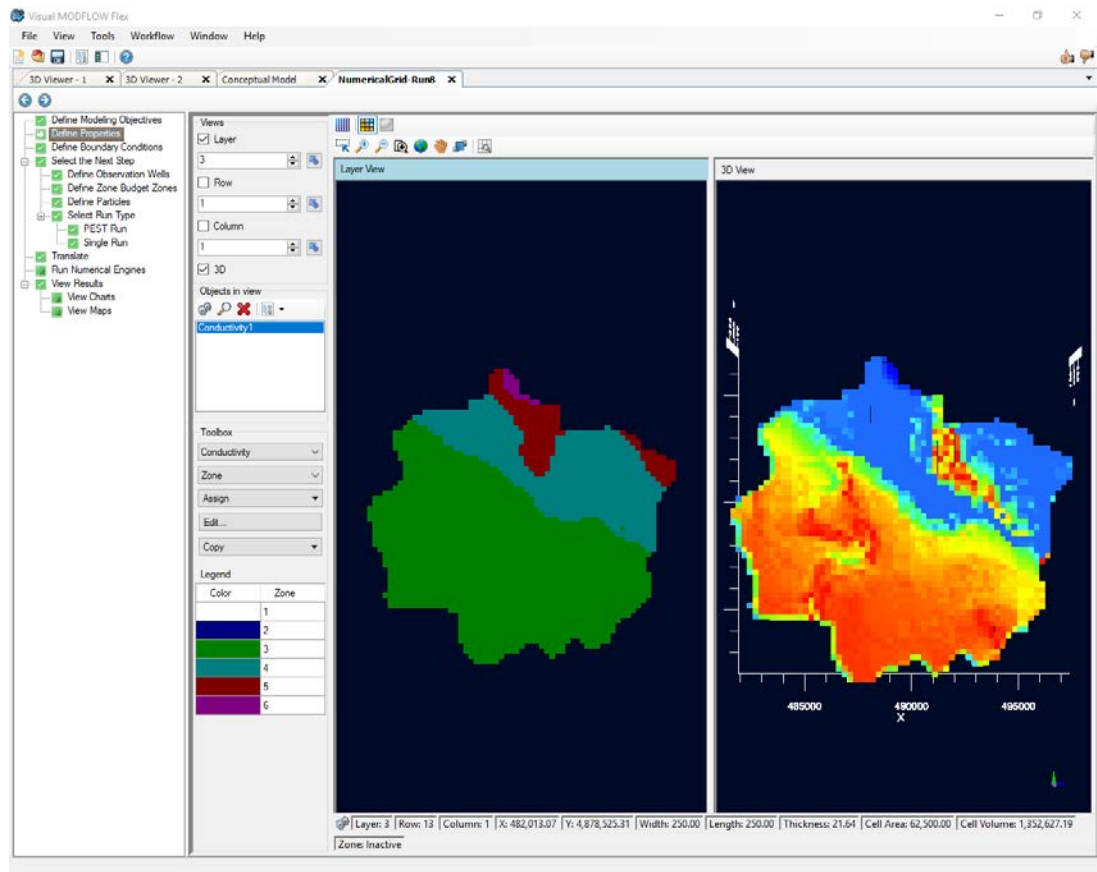 Visual MODFLOW Flex
File View Tools Workflow Window Help
3D Viewer - 1 X 3D Viewer - 2 X Conceptual Model X NumericalGrid-Run8 X
Define Modeling Objectives
Define Properties
Define Boundary Conditions
Select the Next Step
Define Observation Wells
Define Zone Budget Zones
Define Particles
Select Run Type
PEST Run
Single Run
Translate
Run Numerical Engines
View Results
View Charts
View Maps
Views
Layer
3
Row
1
Column
1
3D
Objects in view
Conductivity1
Toolbox
Conductivity
Zone
Assign
Edit...
Copy
Legend
Color Zone
1
2
3
4
5
6
Layer View
3D View
485000 490000 495000
X
Layer: 3 Row: 13 Column: 1 X: 482,013.07 Y: 4,878,525.31 Width: 250.00 Length: 250.00 Thickness: 21.64 Cell Area: 62,500.00 Cell Volume: 1,352,627.19
Zone: Inactive